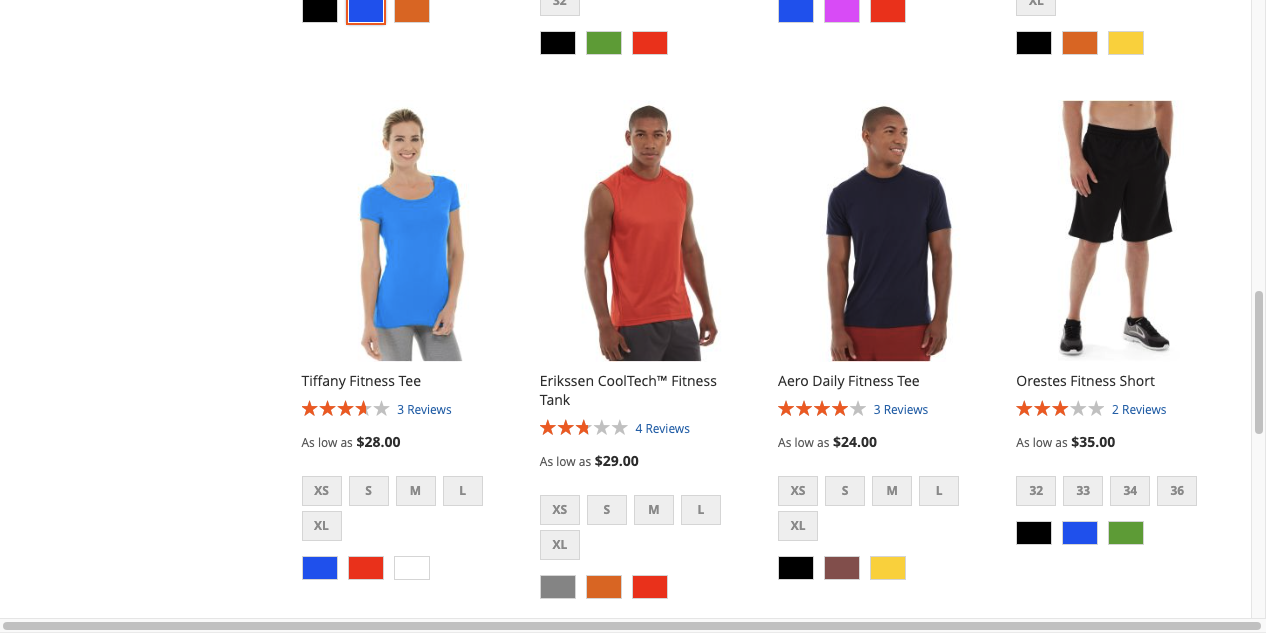 32
XL
Tiffany Fitness Tee
3 Reviews
As low as $28.00
XS S M L
XL
Erikssen CoolTech™ Fitness
Tank
4 Reviews
As low as $29.00
XS S M L
XL
Aero Daily Fitness Tee
3 Reviews
As low as $24.00
XS S M L
XL
Orestes Fitness Short
2 Reviews
As low as $35.00
32 33 34 36